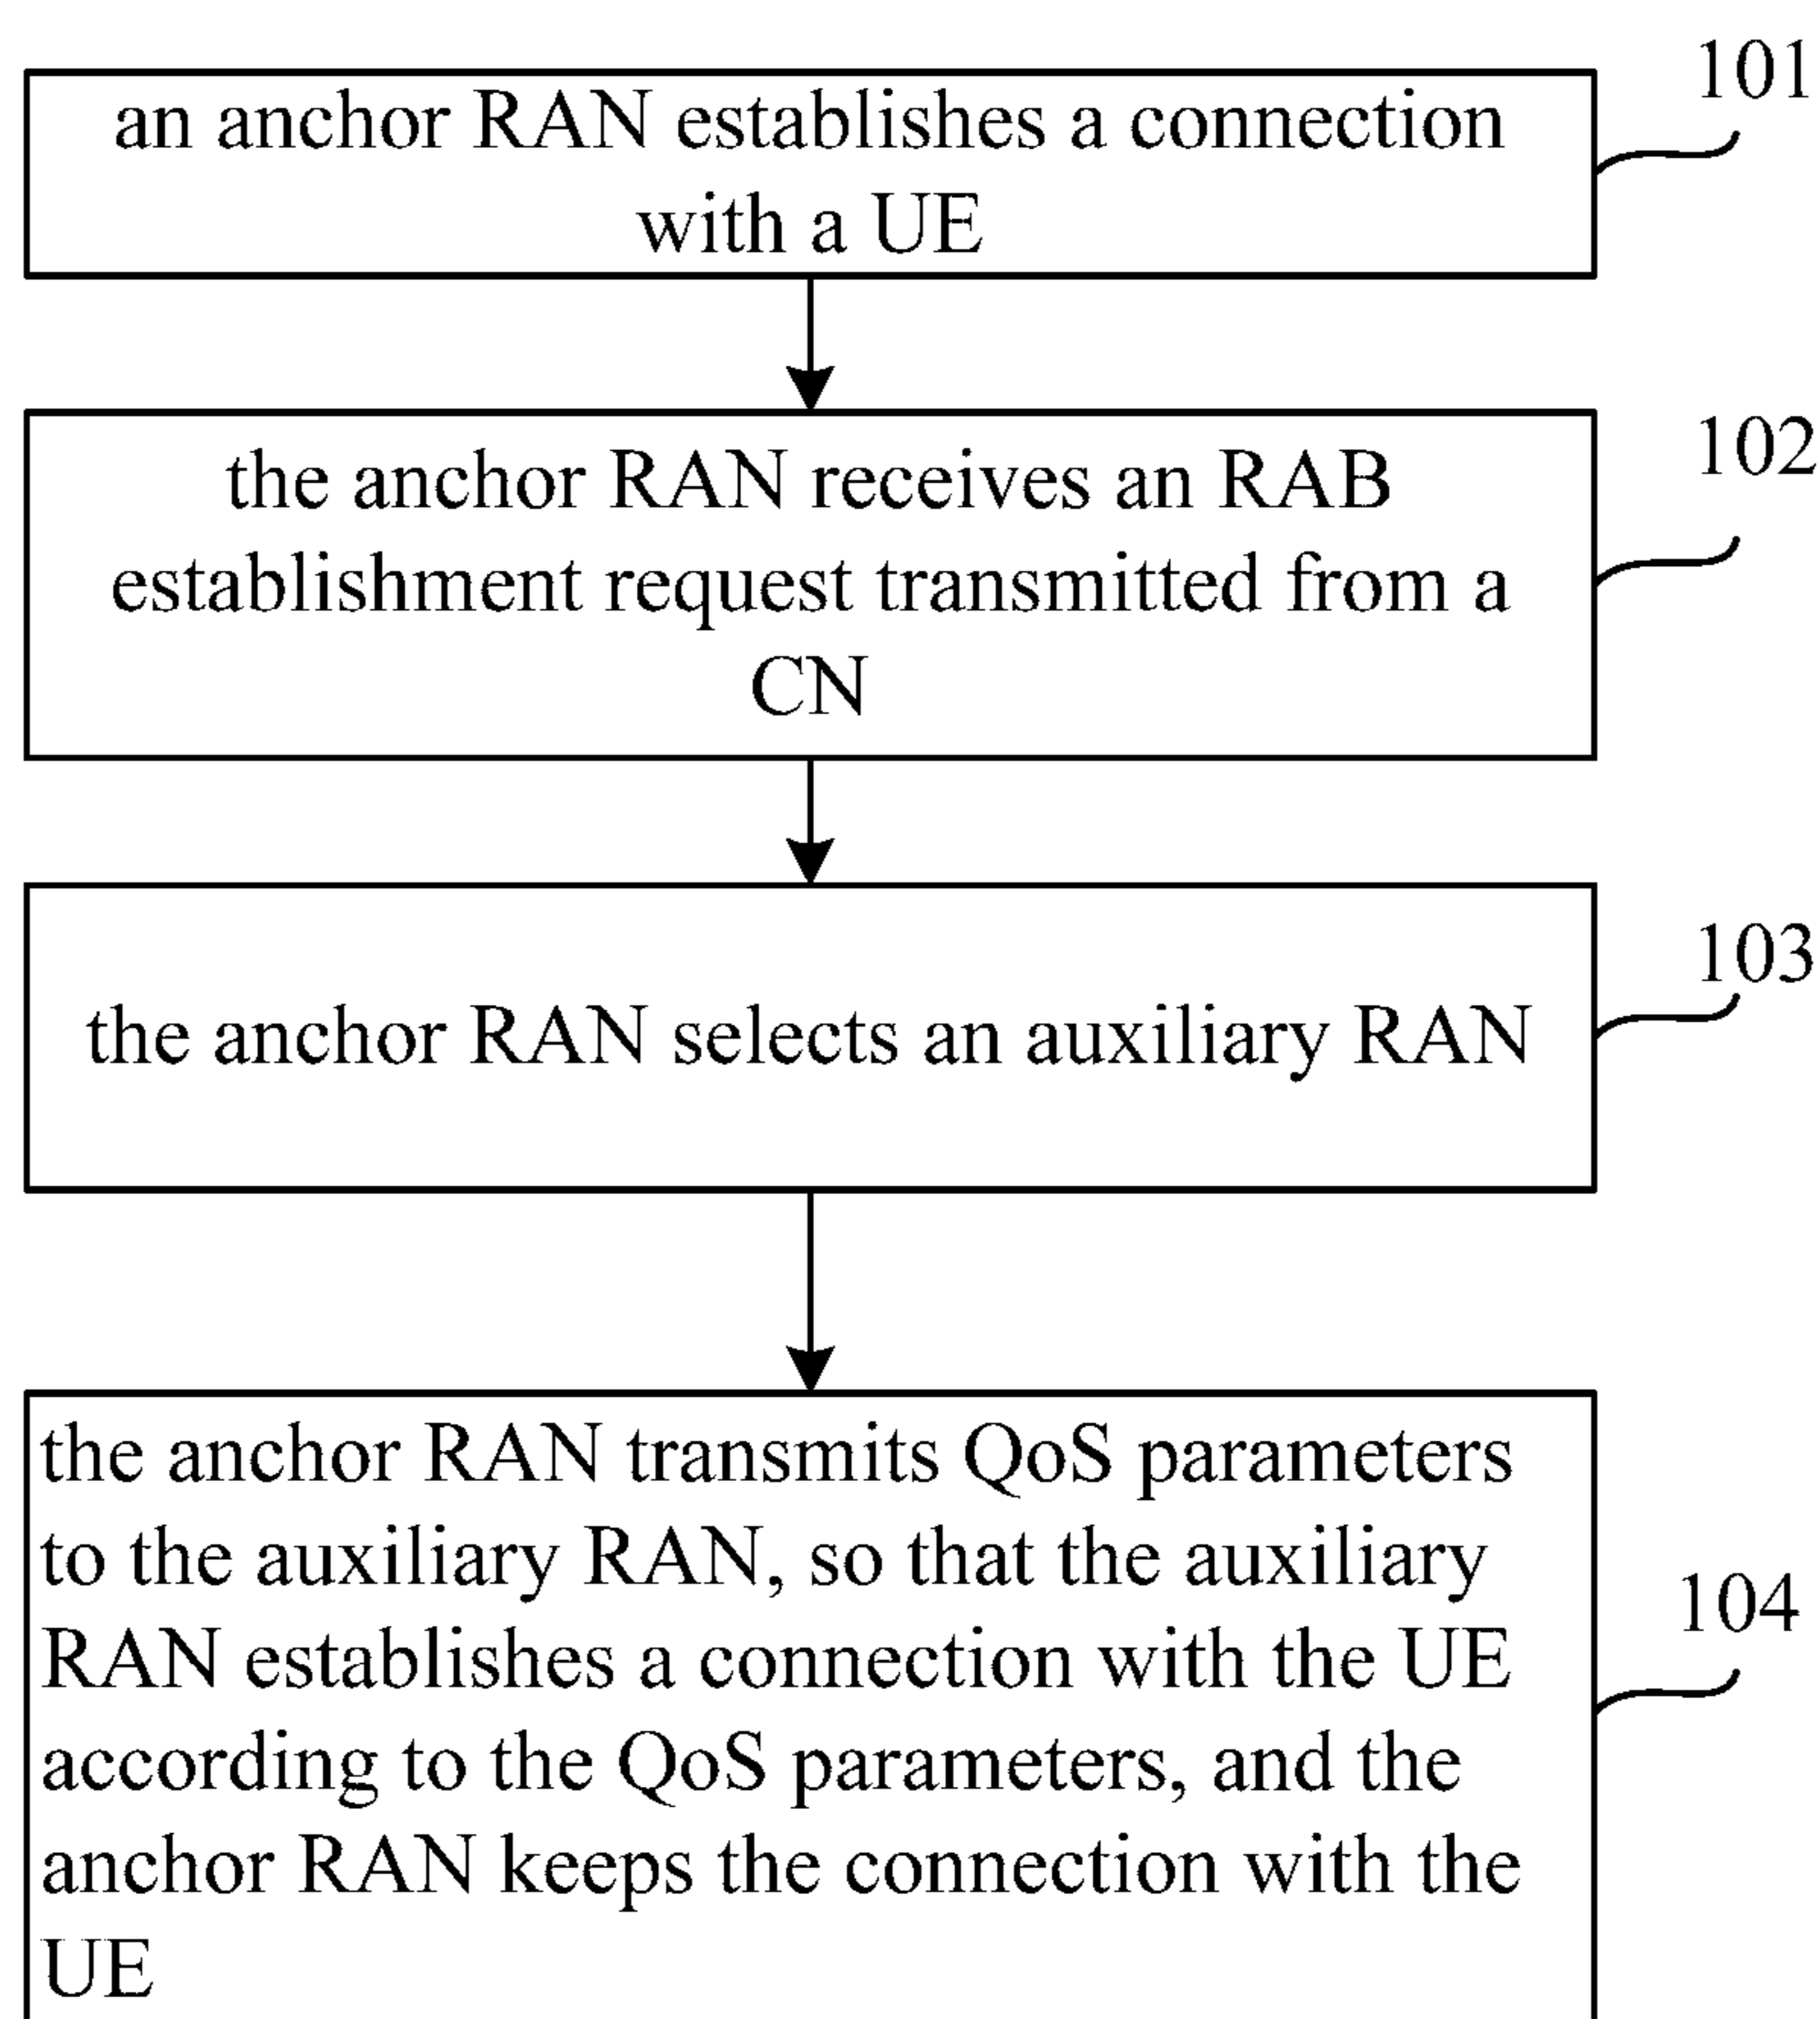 101
an anchor RAN establishes a connection
with a UE
102
the anchor RAN receives an RAB
establishment request transmitted from a
CN
103
the anchor RAN selects an auxiliary RAN
the anchor RAN transmits QoS parameters
to the auxiliary RAN, so that the auxiliary
RAN establishes a connection with the UE
according to the QoS parameters, and the
anchor RAN keeps the connection with the
UE
104